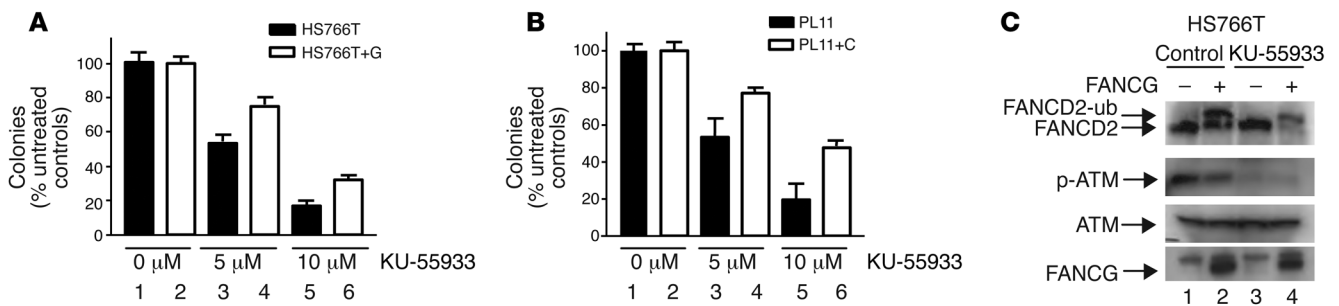 A
Colonies
(% untreated
controls)
100
80
60
40
20
0
HS766T
HS766T+G
0 μM
5 μM
10 μM
KU-55933
1
2
3
4
5
6
B
Colonies
(% untreated
controls)
100
80
60
40
20
0
PL11
PL11+C
0 μM
5 μM
10 μM
KU-55933
1
2
3
4
5
6
C
HS766T
Control KU-55933
FANCG − + − +
FANCD2-ub
FANCD2
p-ATM
ATM
FANCG
1 2 3 4